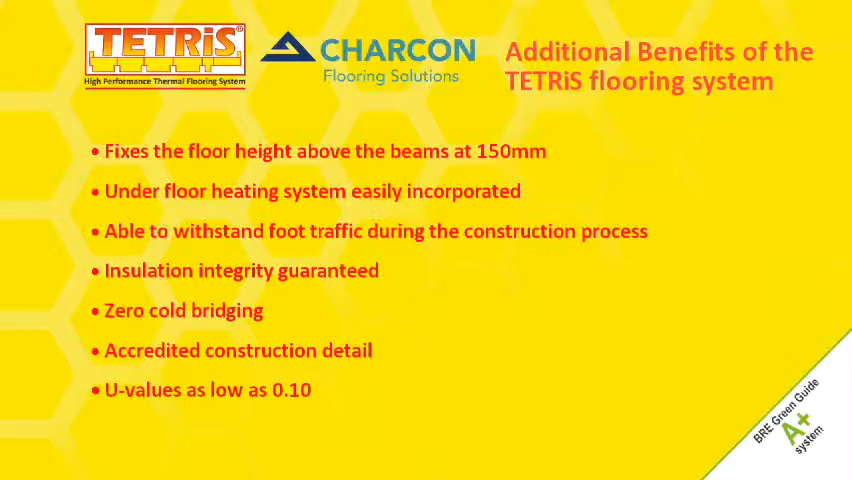 TETRiS®
High Performance Thermal Flooring System
CHARCON
Flooring Solutions
Additional Benefits of the
TETRiS flooring system
• Fixes the floor height above the beams at 150mm
• Under floor heating system easily incorporated
• Able to withstand foot traffic during the construction process
• Insulation integrity guaranteed
• Zero cold bridging
• Accredited construction detail
• U-values as low as 0.10
BRE Green Guide
A+
system